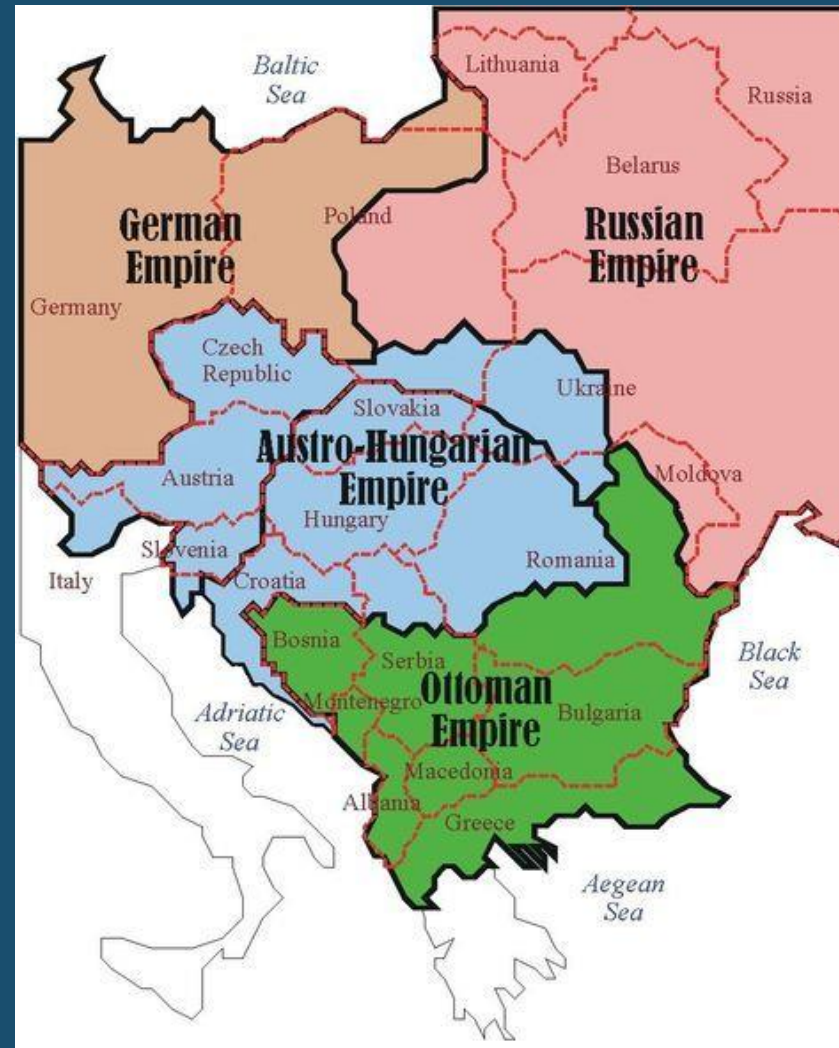 Baltic
Sea
Lithuania
Russia
Belarus
Poland
German
Empire
Russian
Empire
Germany
Czech
Republic
Slovakia
Ukraine
Austro-Hungarian
Empire
Austria
Moldova
Hungary
Slovenia
Romania
Italy
Croatia
Bosnia
Serbia
Black
Sea
Montenegro
Ottoman
Empire
Bulgaria
Adriatic
Sea
Macedonia
Albania
Greece
Aegean
Sea